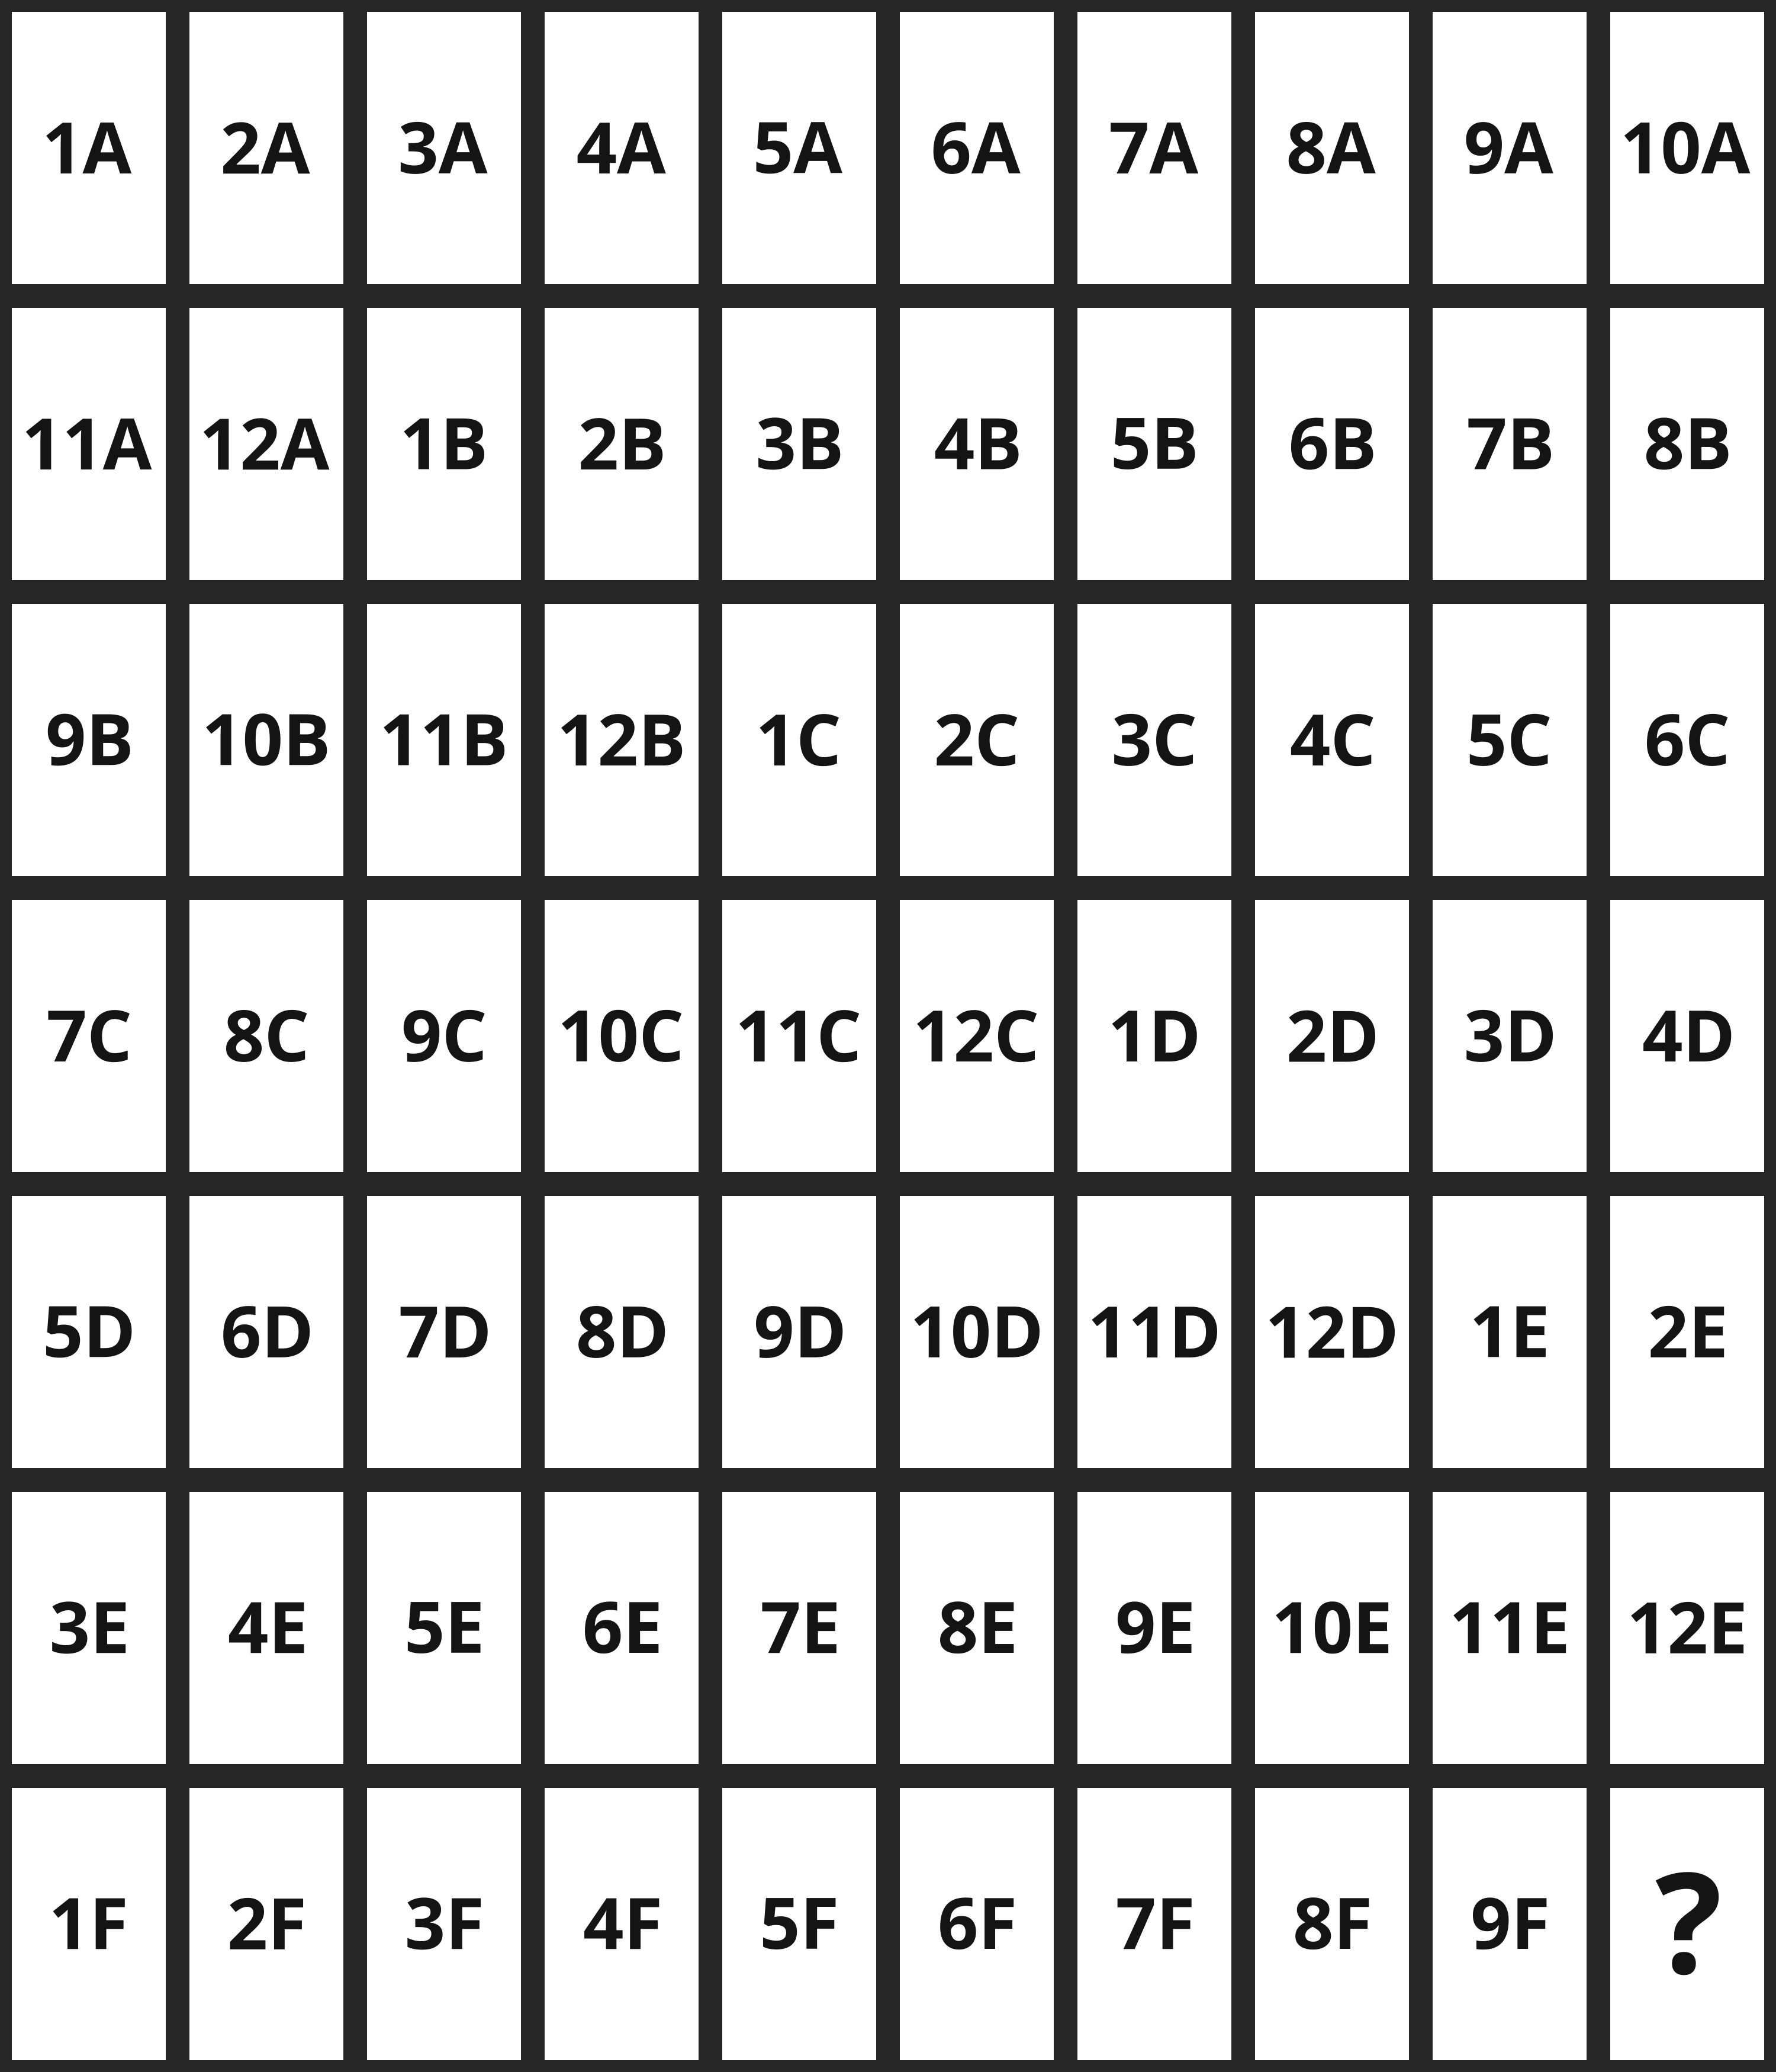 1A 2A 3A 4A 5A 6A 7A 8A 9A 10A
11A 12A 1B 2B 3B 4B 5B 6B 7B 8B
9B 10B 11B 12B 1C 2C 3C 4C 5C 6C
7C 8C 9C 10C 11C 12C 1D 2D 3D 4D
5D 6D 7D 8D 9D 10D 11D 12D 1E 2E
3E 4E 5E 6E 7E 8E 9E 10E 11E 12E
1F 2F 3F 4F 5F 6F 7F 8F 9F ?